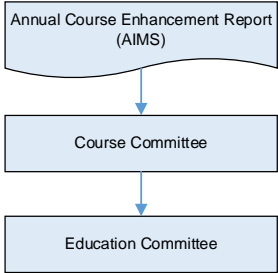 Annual Course Enhancement Report
(AIMS)
Course Committee
Education Committee